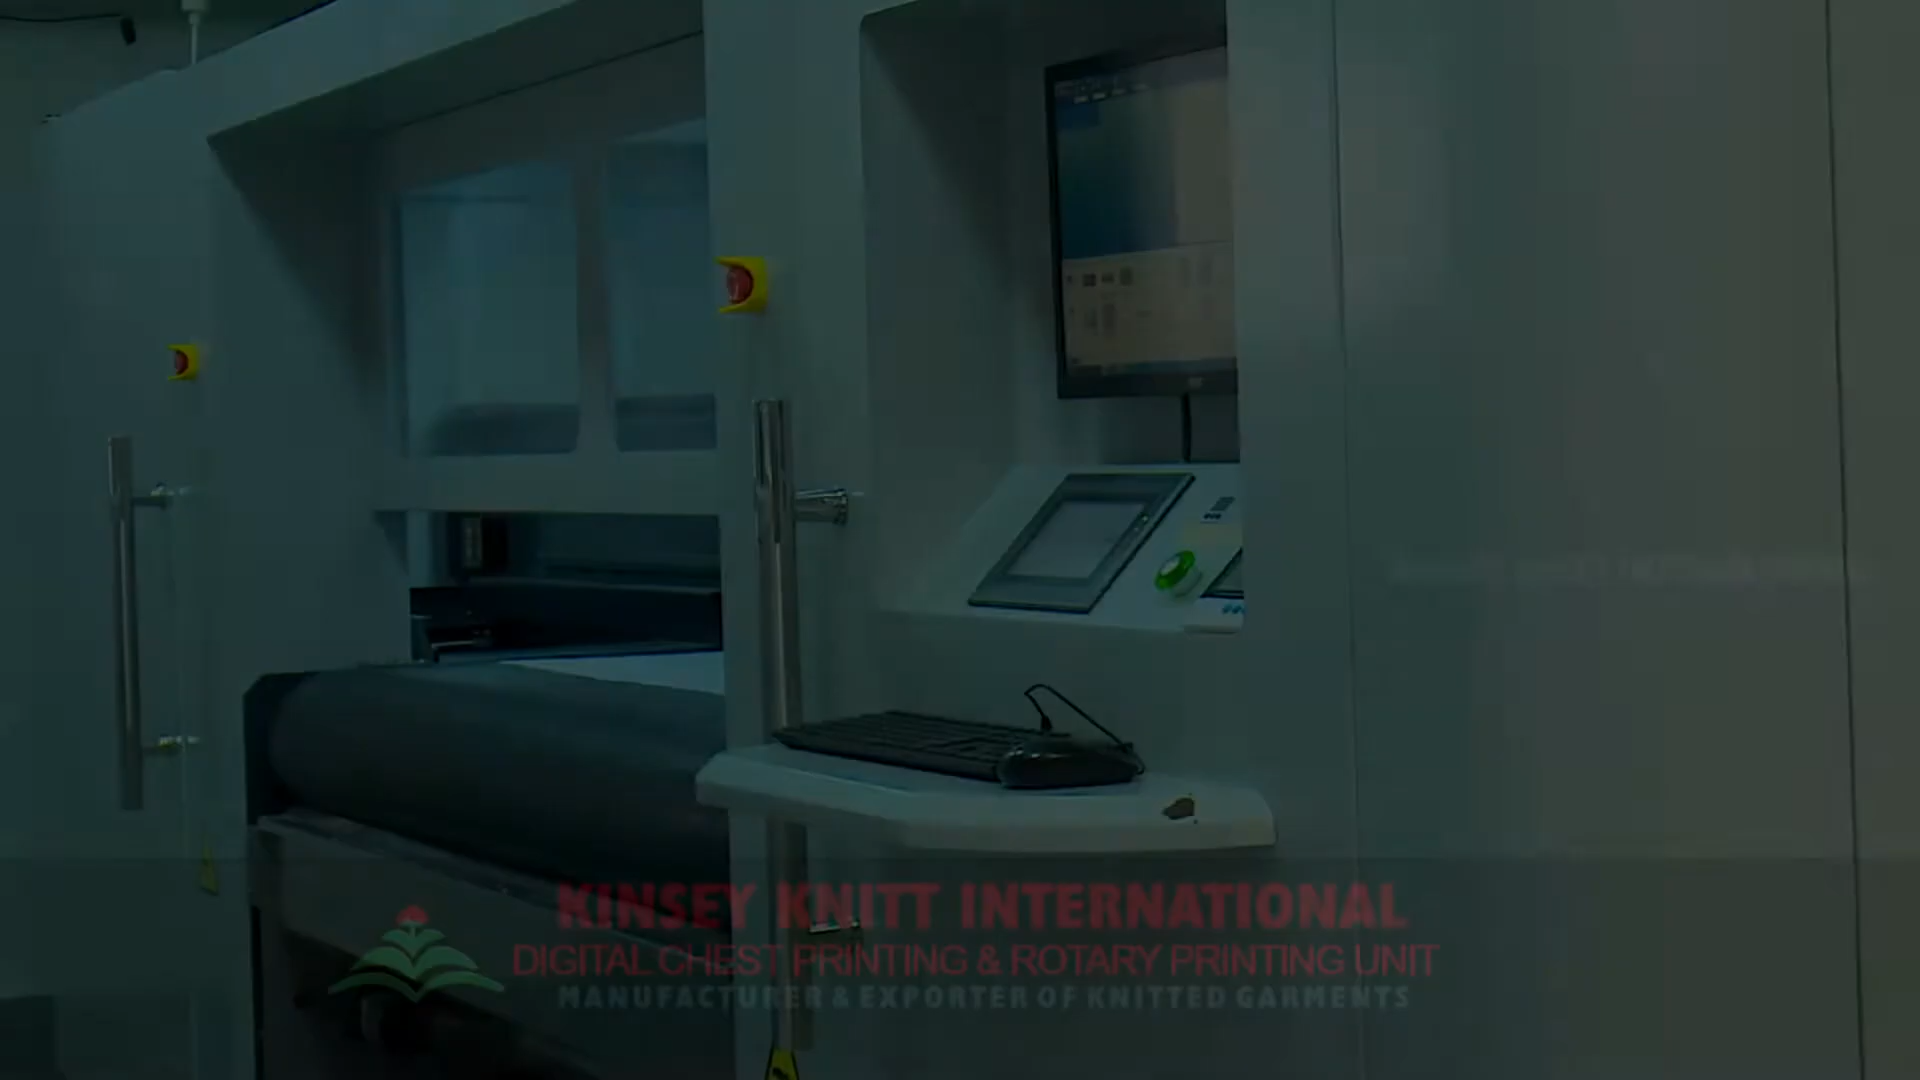 KINSEY KNITT INTERNATIONAL
DIGITAL CHEST PRINTING & ROTARY PRINTING UNIT
MANUFACTURER & EXPORTER OF KNITTED GARMENTS